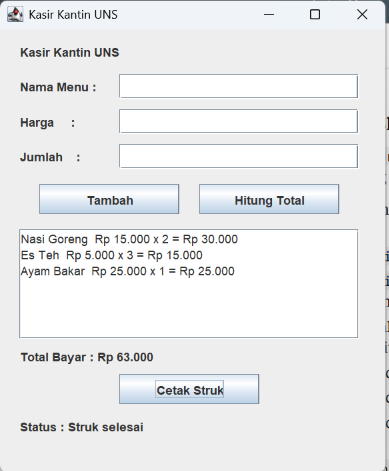 Kasir Kantin UNS
Kasir Kantin UNS
Nama Menu :
Harga :
Jumlah :
Tambah Hitung Total
Nasi Goreng Rp 15.000 x 2 = Rp 30.000
Es Teh Rp 5.000 x 3 = Rp 15.000
Ayam Bakar Rp 25.000 x 1 = Rp 25.000
Total Bayar : Rp 63.000
Cetak Struk
Status : Struk selesai